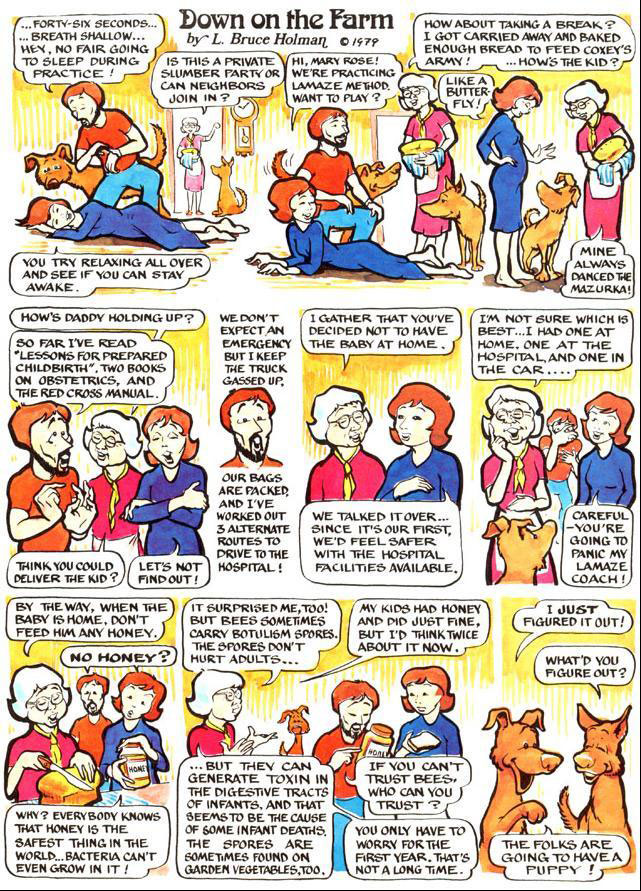 Down on the Farm
by L. Bruce Holman © 1979
...FORTY-SIX SECONDS...
...BREATH SHALLOW...
HEY, NO FAIR GOING
TO SLEEP DURING
PRACTICE!
YOU TRY RELAXING ALL OVER
AND SEE IF YOU CAN STAY
AWAKE.
IS THIS A PRIVATE
SLUMBER PARTY OR
CAN NEIGHBORS
JOIN IN?
HI, MARY ROSE!
WE'RE PRACTICING
LAMAZE METHOD.
WANT TO PLAY?
HOW ABOUT TAKING A BREAK?
I GOT CARRIED AWAY AND BAKED
ENOUGH BREAD TO FEED COXEY'S
ARMY! ...HOW'S THE KID?
LIKE A
BUTTER-
FLY!
MINE
ALWAYS
DANCED THE
MAZURKA!
HOW'S DADDY HOLDING UP?
SO FAR I'VE READ
"LESSONS FOR PREPARED
CHILDBIRTH", TWO BOOKS
ON OBSTETRICS, AND
THE RED CROSS MANUAL.
THINK YOU COULD
DELIVER THE KID?
LET'S NOT
FIND OUT!
WE DON'T
EXPECT AN
EMERGENCY
BUT I KEEP
THE TRUCK
GASSED UP.
OUR BAGS
ARE PACKED,
AND I'VE
WORKED OUT
3 ALTERNATE
ROUTES TO
DRIVE TO THE
HOSPITAL!
I GATHER THAT YOU'VE
DECIDED NOT TO HAVE
THE BABY AT HOME.
WE TALKED IT OVER...
SINCE IT'S OUR FIRST,
WE'D FEEL SAFER
WITH THE HOSPITAL
FACILITIES AVAILABLE.
I'M NOT SURE WHICH IS
BEST...I HAD ONE AT
HOME, ONE AT THE
HOSPITAL, AND ONE IN
THE CAR....
CAREFUL
-YOU'RE
GOING TO
PANIC MY
LAMAZE
COACH!
BY THE WAY, WHEN THE
BABY IS HOME, DON'T
FEED HIM ANY HONEY.
NO HONEY?
HONEY
WHY? EVERYBODY KNOWS
THAT HONEY IS THE
SAFEST THING IN THE
WORLD...BACTERIA CAN'T
EVEN GROW IN IT!
IT SURPRISED ME, TOO!
BUT BEES SOMETIMES
CARRY BOTULISM SPORES.
THE SPORES DON'T
HURT ADULTS...
MY KIDS HAD HONEY
AND DID JUST FINE,
BUT I'D THINK TWICE
ABOUT IT NOW.
HONEY
...BUT THEY CAN
GENERATE TOXIN IN
THE DIGESTIVE TRACTS
OF INFANTS. AND THAT
SEEMS TO BE THE CAUSE
OF SOME INFANT DEATHS.
THE SPORES ARE
SOMETIMES FOUND ON
GARDEN VEGETABLES, TOO.
IF YOU CAN'T
TRUST BEES,
WHO CAN YOU
TRUST?
YOU ONLY HAVE TO
WORRY FOR THE
FIRST YEAR. THAT'S
NOT A LONG TIME.
I JUST
FIGURED IT OUT!
WHAT'D YOU
FIGURE OUT?
THE FOLKS ARE
GOING TO HAVE A
PUPPY!